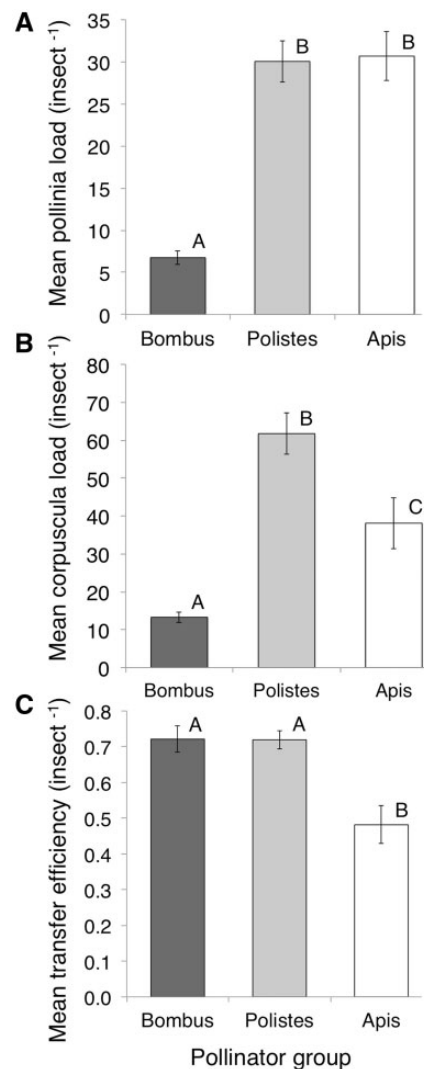 A
Mean pollinia load (insect ⁻¹)
35
30
25
20
15
10
5
0
A
B
B
Bombus Polistes Apis
B
Mean corpuscula load (insect ⁻¹)
80
70
60
50
40
30
20
10
0
A
B
C
Bombus Polistes Apis
C
Mean transfer efficiency (insect ⁻¹)
0.8
0.7
0.6
0.5
0.4
0.3
0.2
0.1
0.0
A
A
B
Bombus Polistes Apis
Pollinator group